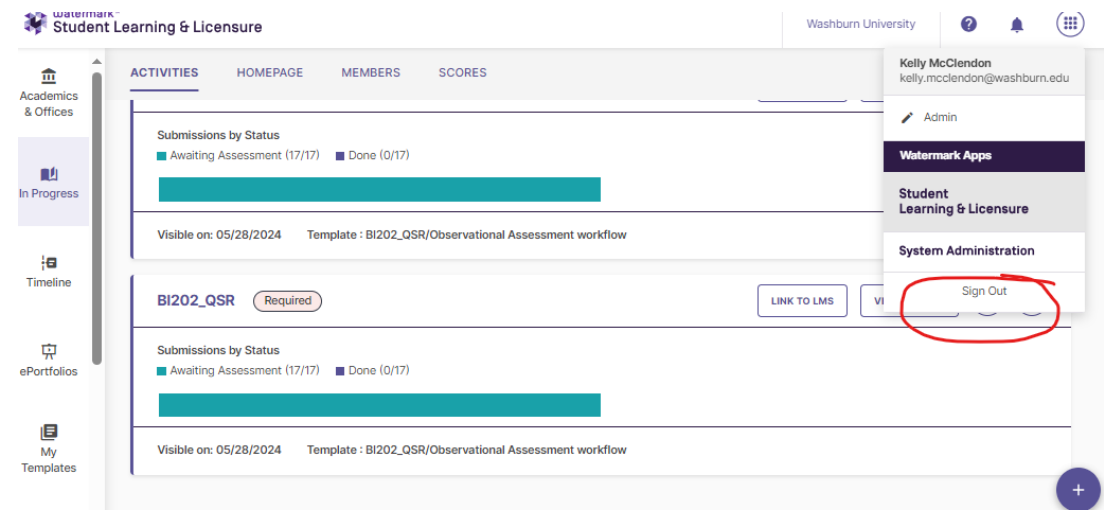 watermark™
Student Learning & Licensure
Washburn University
?
Academics
& Offices
In Progress
Timeline
ePortfolios
My
Templates
ACTIVITIES HOMEPAGE MEMBERS SCORES
Submissions by Status
Awaiting Assessment (17/17) Done (0/17)
Visible on: 05/28/2024 Template : BI202_QSR/Observational Assessment workflow
BI202_QSR Required
LINK TO LMS
Submissions by Status
Awaiting Assessment (17/17) Done (0/17)
Visible on: 05/28/2024 Template : BI202_QSR/Observational Assessment workflow
+
Kelly McClendon
kelly.mcclendon@washburn.edu
Admin
Watermark Apps
Student
Learning & Licensure
System Administration
Sign Out